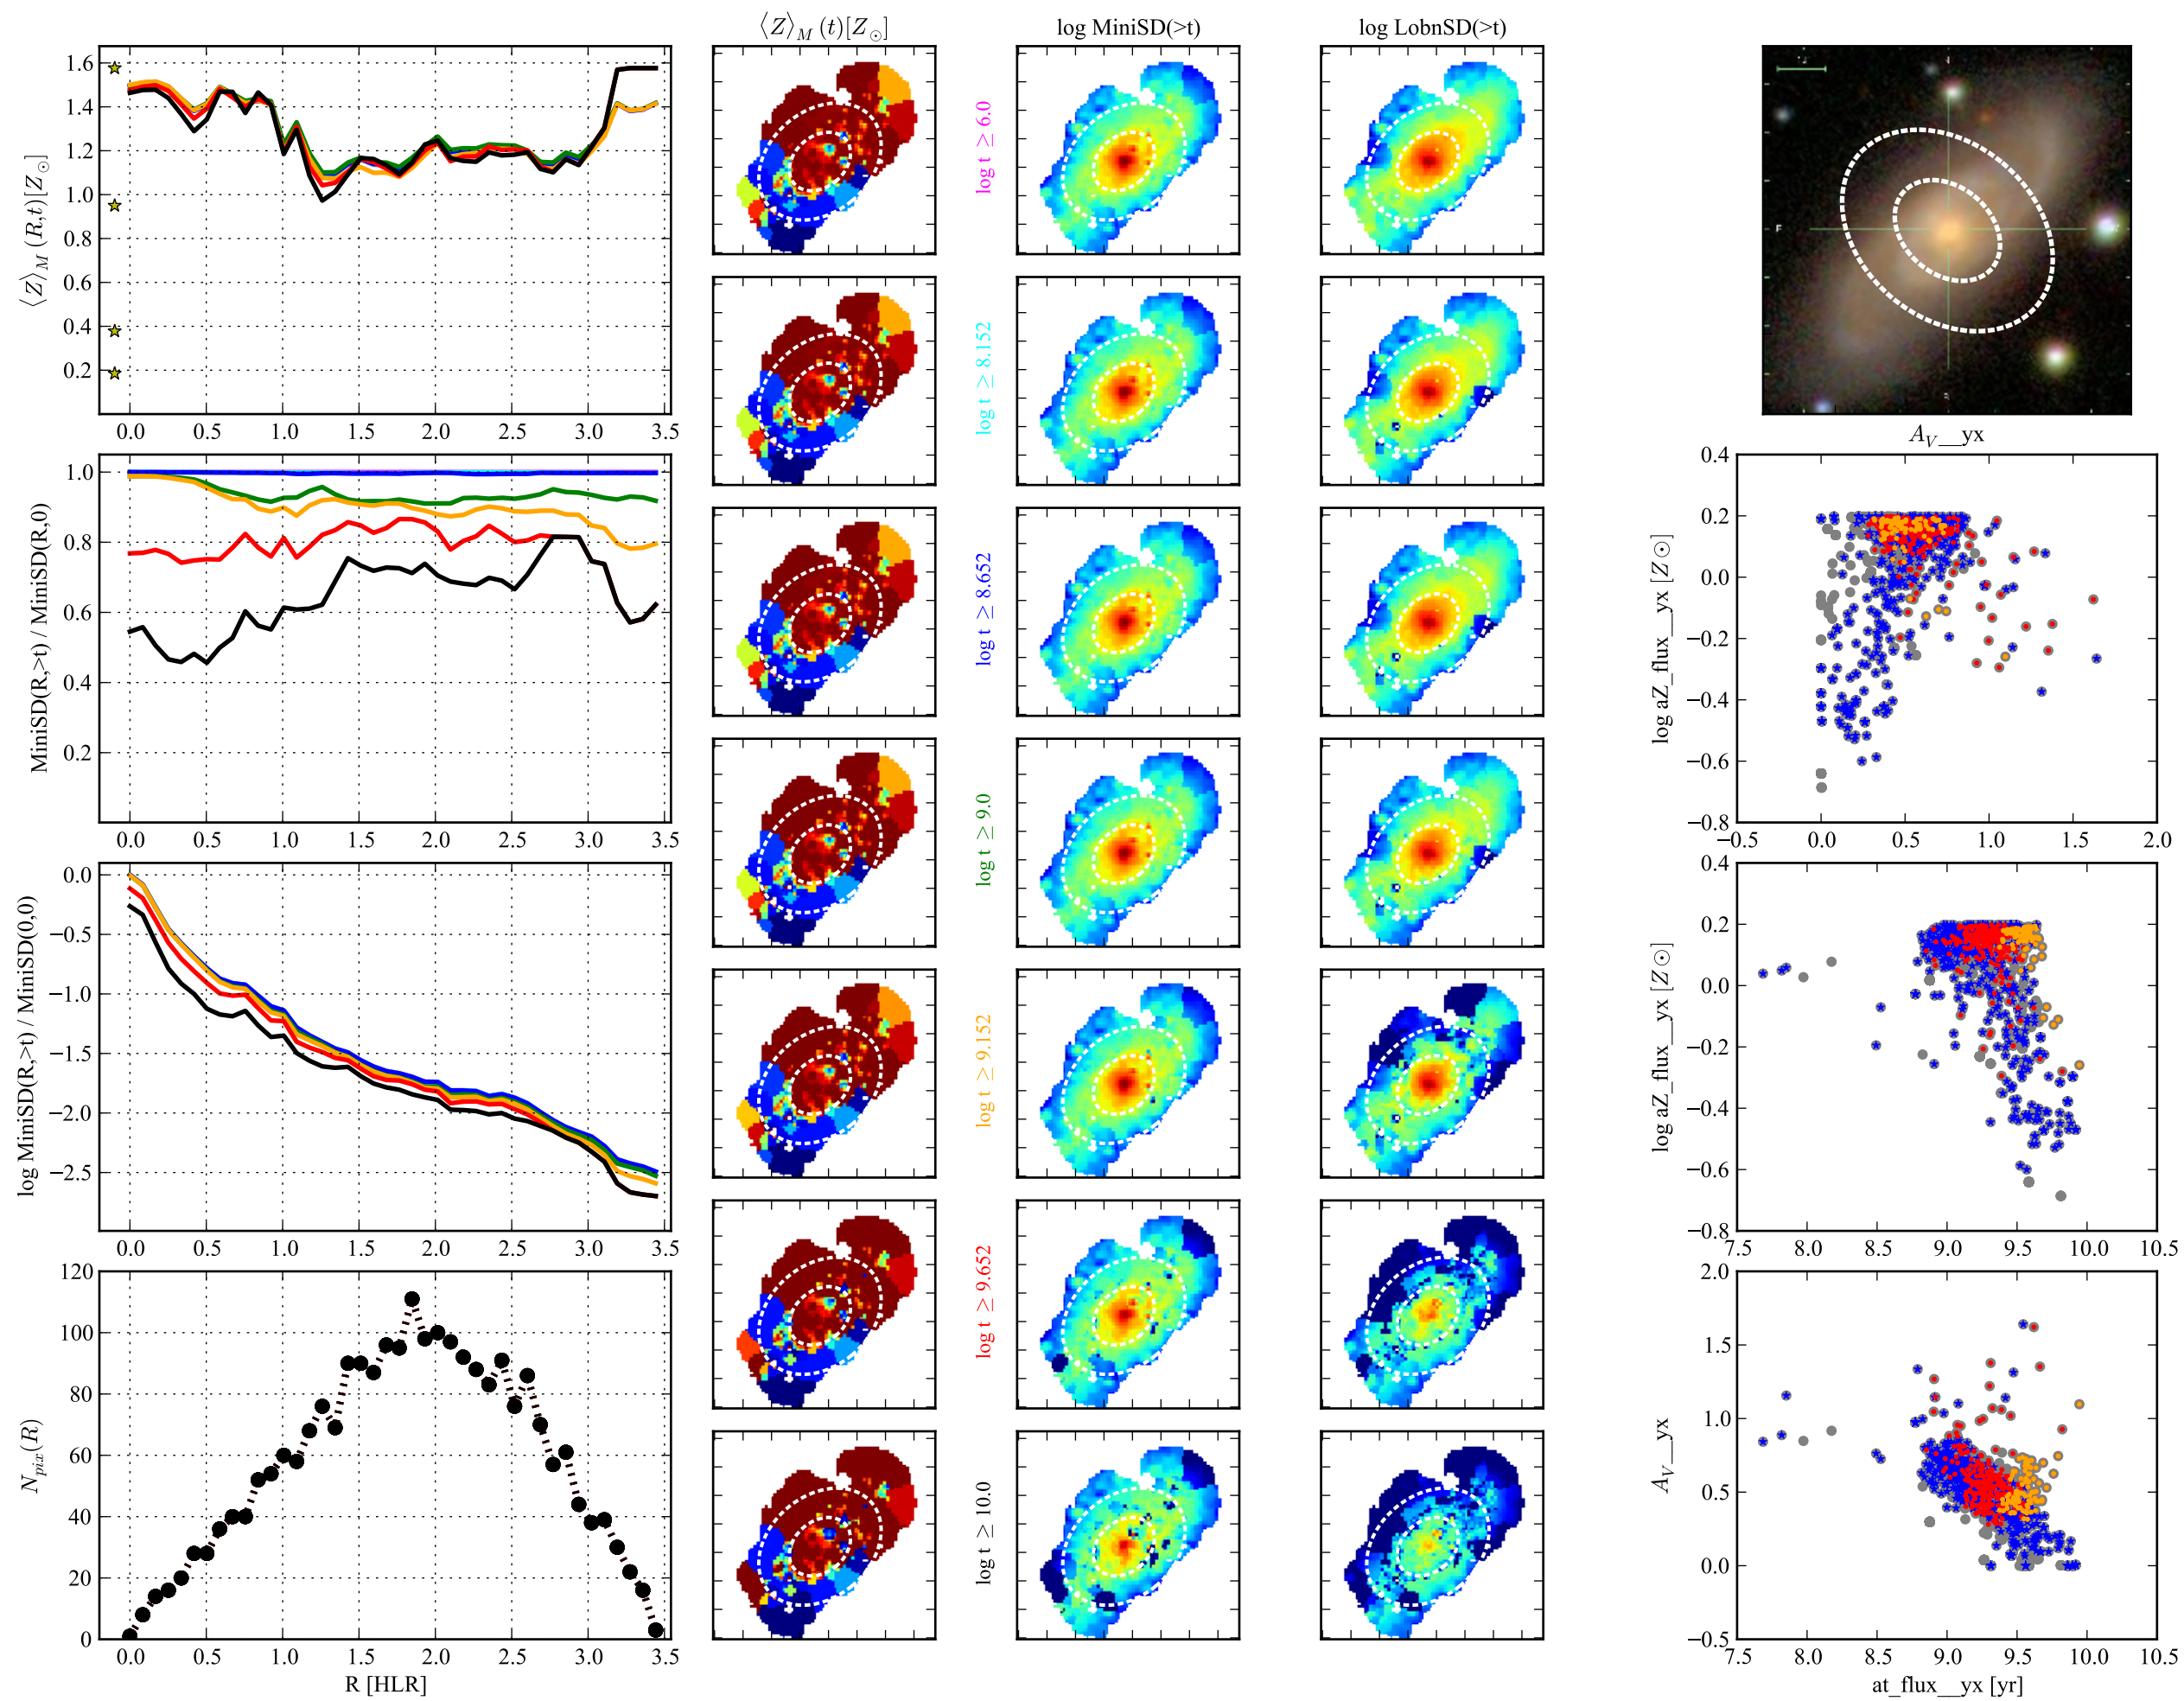 ⟨Z⟩_M (t)[Z_⊙]
log MiniSD(>t)
log LobnSD(>t)
⟨Z⟩_M (R,t)[Z_⊙]
1.6
1.4
1.2
1.0
0.8
0.6
0.4
0.2
0.0 0.5 1.0 1.5 2.0 2.5 3.0 3.5
MiniSD(R,>t) / MiniSD(R,0)
1.0
0.8
0.6
0.4
0.2
0.0 0.5 1.0 1.5 2.0 2.5 3.0 3.5
log MiniSD(R,>t) / MiniSD(0,0)
0.0
−0.5
−1.0
−1.5
−2.0
−2.5
0.0 0.5 1.0 1.5 2.0 2.5 3.0 3.5
N_pix(R)
120
100
80
60
40
20
0
0.0 0.5 1.0 1.5 2.0 2.5 3.0 3.5
R [HLR]
log t ≥ 6.0
log t ≥ 8.152
log t ≥ 8.652
log t ≥ 9.0
log t ≥ 9.152
log t ≥ 9.652
log t ≥ 10.0
A_V__yx
log aZ_flux__yx [Z⊙]
0.4
0.2
0.0
−0.2
−0.4
−0.6
−0.8
−0.5 0.0 0.5 1.0 1.5 2.0
log aZ_flux__yx [Z⊙]
0.4
0.2
0.0
−0.2
−0.4
−0.6
−0.8
7.5 8.0 8.5 9.0 9.5 10.0 10.5
A_V__yx
2.0
1.5
1.0
0.5
0.0
−0.5
7.5 8.0 8.5 9.0 9.5 10.0 10.5
at_flux__yx [yr]